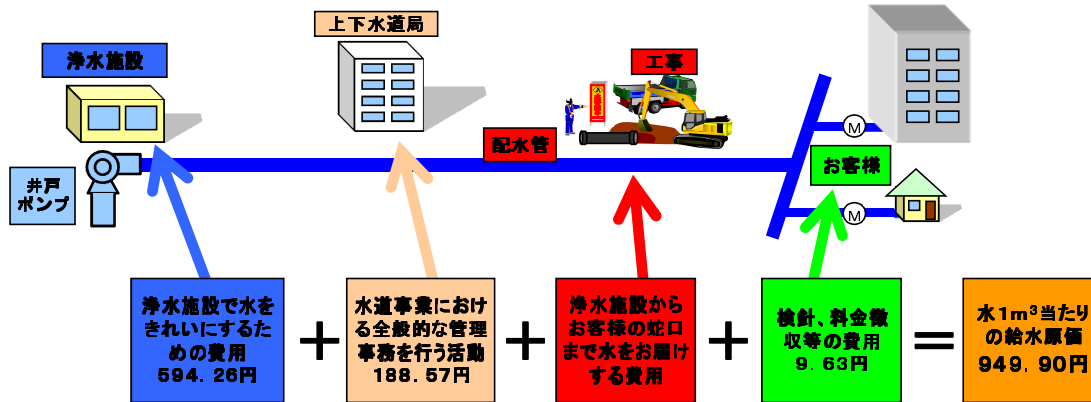 上下水道局
浄水施設
工事
配水管
井戸
ポンプ
お客様
M
M
浄水施設で水を
きれいにするた
めの費用
594.26円
+
水道事業におけ
る全般的な管理
事務を行う活動
188.57円
+
浄水施設から
お客様の蛇口
まで水をお届け
する費用
+
検針、料金徴
収等の費用
9.63円
=
水1m³当たり
の給水原価
949.90円